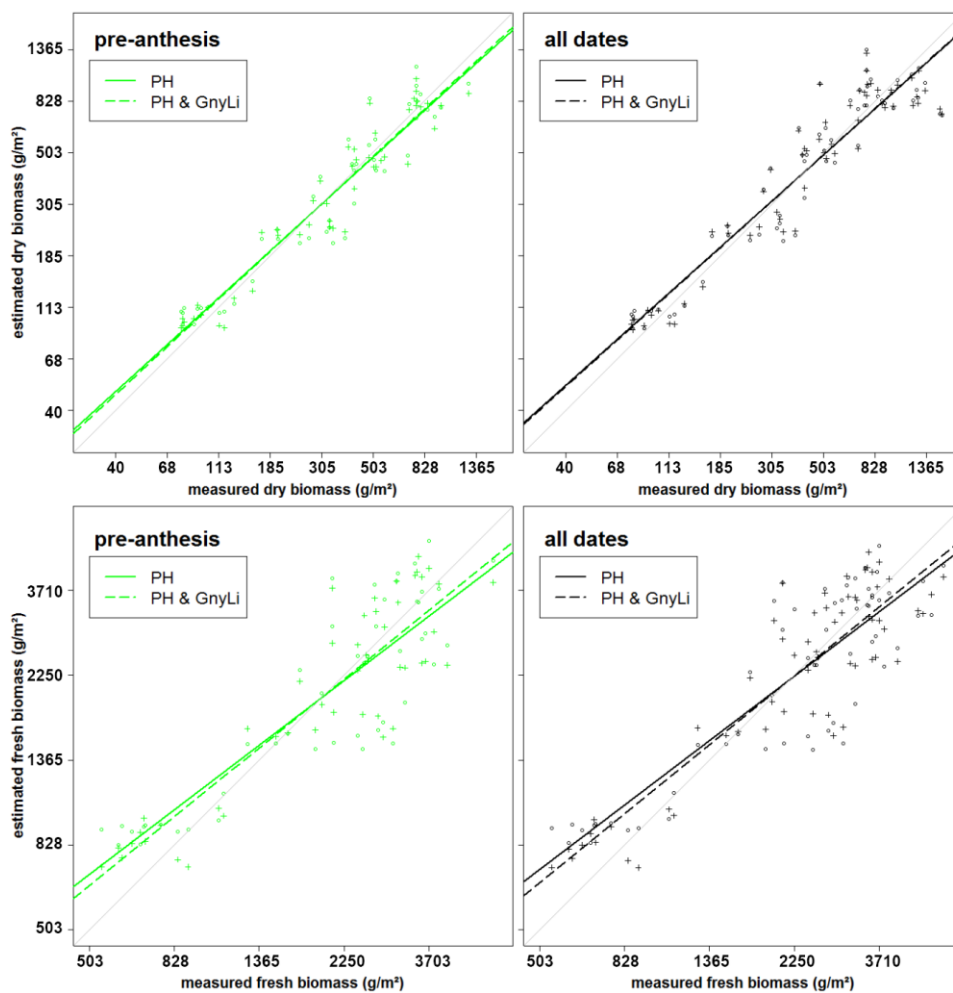 pre-anthesis
PH
PH & GnyLi
all dates
PH
PH & GnyLi
estimated dry biomass (g/m²)
1365
828
503
305
185
113
68
40
40 68 113 185 305 503 828 1365
measured dry biomass (g/m²)
40 68 113 185 305 503 828 1365
measured dry biomass (g/m²)
pre-anthesis
PH
PH & GnyLi
all dates
PH
PH & GnyLi
estimated fresh biomass (g/m²)
3710
2250
1365
828
503
503 828 1365 2250 3703
measured fresh biomass (g/m²)
503 828 1365 2250 3710
measured fresh biomass (g/m²)